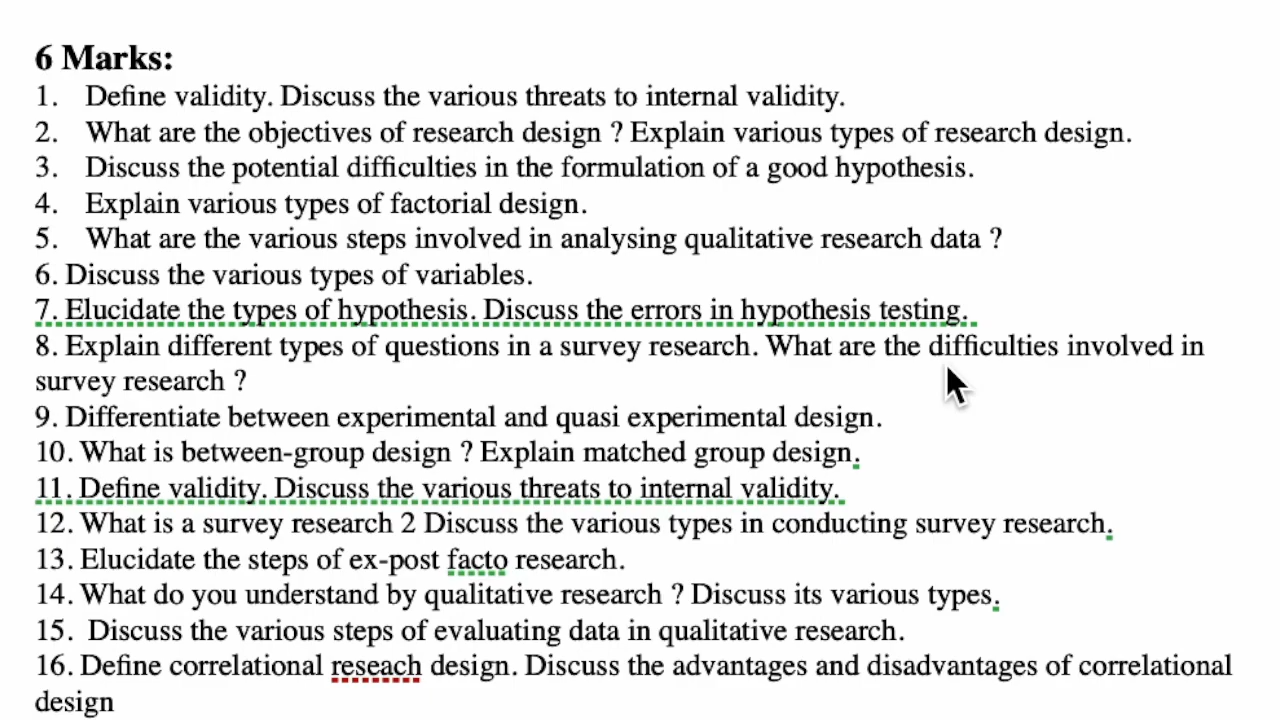 6 Marks:
1. Define validity. Discuss the various threats to internal validity.
2. What are the objectives of research design ? Explain various types of research design.
3. Discuss the potential difficulties in the formulation of a good hypothesis.
4. Explain various types of factorial design.
5. What are the various steps involved in analysing qualitative research data ?
6. Discuss the various types of variables.
7. Elucidate the types of hypothesis. Discuss the errors in hypothesis testing.
8. Explain different types of questions in a survey research. What are the difficulties involved in
survey research ?
9. Differentiate between experimental and quasi experimental design.
10. What is between-group design ? Explain matched group design.
11. Define validity. Discuss the various threats to internal validity.
12. What is a survey research 2 Discuss the various types in conducting survey research.
13. Elucidate the steps of ex-post facto research.
14. What do you understand by qualitative research ? Discuss its various types.
15. Discuss the various steps of evaluating data in qualitative research.
16. Define correlational reseach design. Discuss the advantages and disadvantages of correlational
design